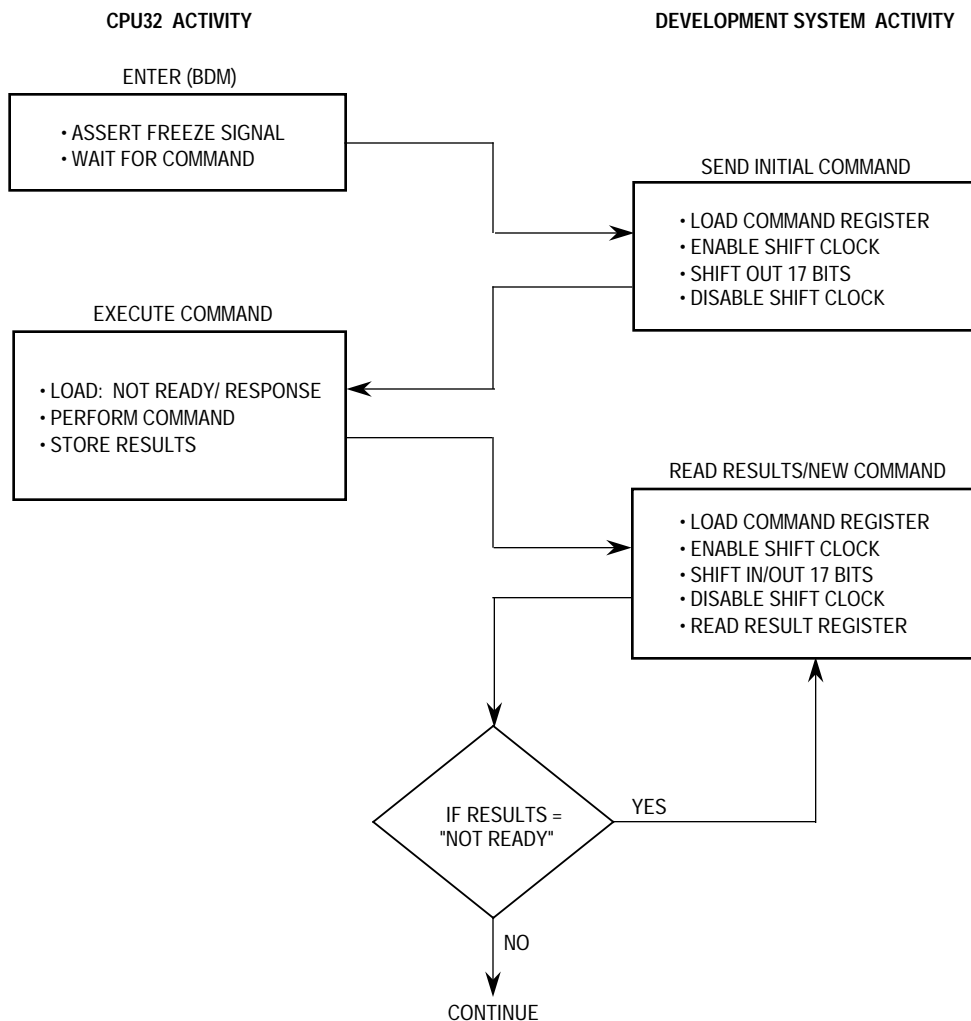 CPU32 ACTIVITY
DEVELOPMENT SYSTEM ACTIVITY
ENTER (BDM)
• ASSERT FREEZE SIGNAL
• WAIT FOR COMMAND
SEND INITIAL COMMAND
• LOAD COMMAND REGISTER
• ENABLE SHIFT CLOCK
• SHIFT OUT 17 BITS
• DISABLE SHIFT CLOCK
EXECUTE COMMAND
• LOAD: NOT READY/ RESPONSE
• PERFORM COMMAND
• STORE RESULTS
READ RESULTS/NEW COMMAND
• LOAD COMMAND REGISTER
• ENABLE SHIFT CLOCK
• SHIFT IN/OUT 17 BITS
• DISABLE SHIFT CLOCK
• READ RESULT REGISTER
IF RESULTS =
"NOT READY"
YES
NO
CONTINUE